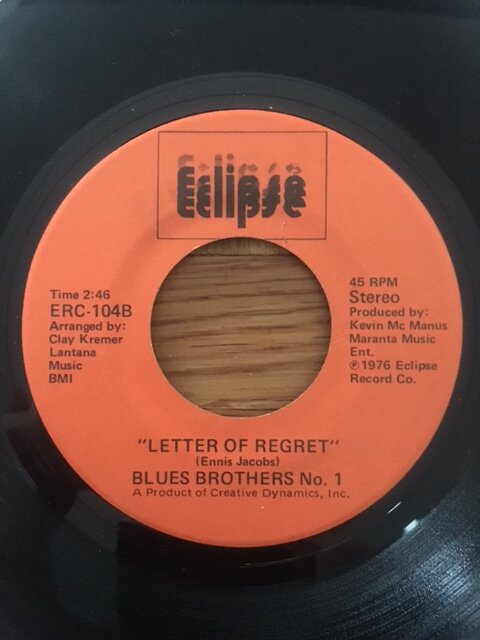 Eclipse
Time 2:46
ERC-104B
Arranged by:
Clay Kremer
Lantana
Music
BMI
45 RPM
Stereo
Produced by:
Kevin Mc Manus
Maranta Music
Ent.
℗1976 Eclipse
Record Co.
"LETTER OF REGRET"
(Ennis Jacobs)
BLUES BROTHERS No. 1
A Product of Creative Dynamics, Inc.